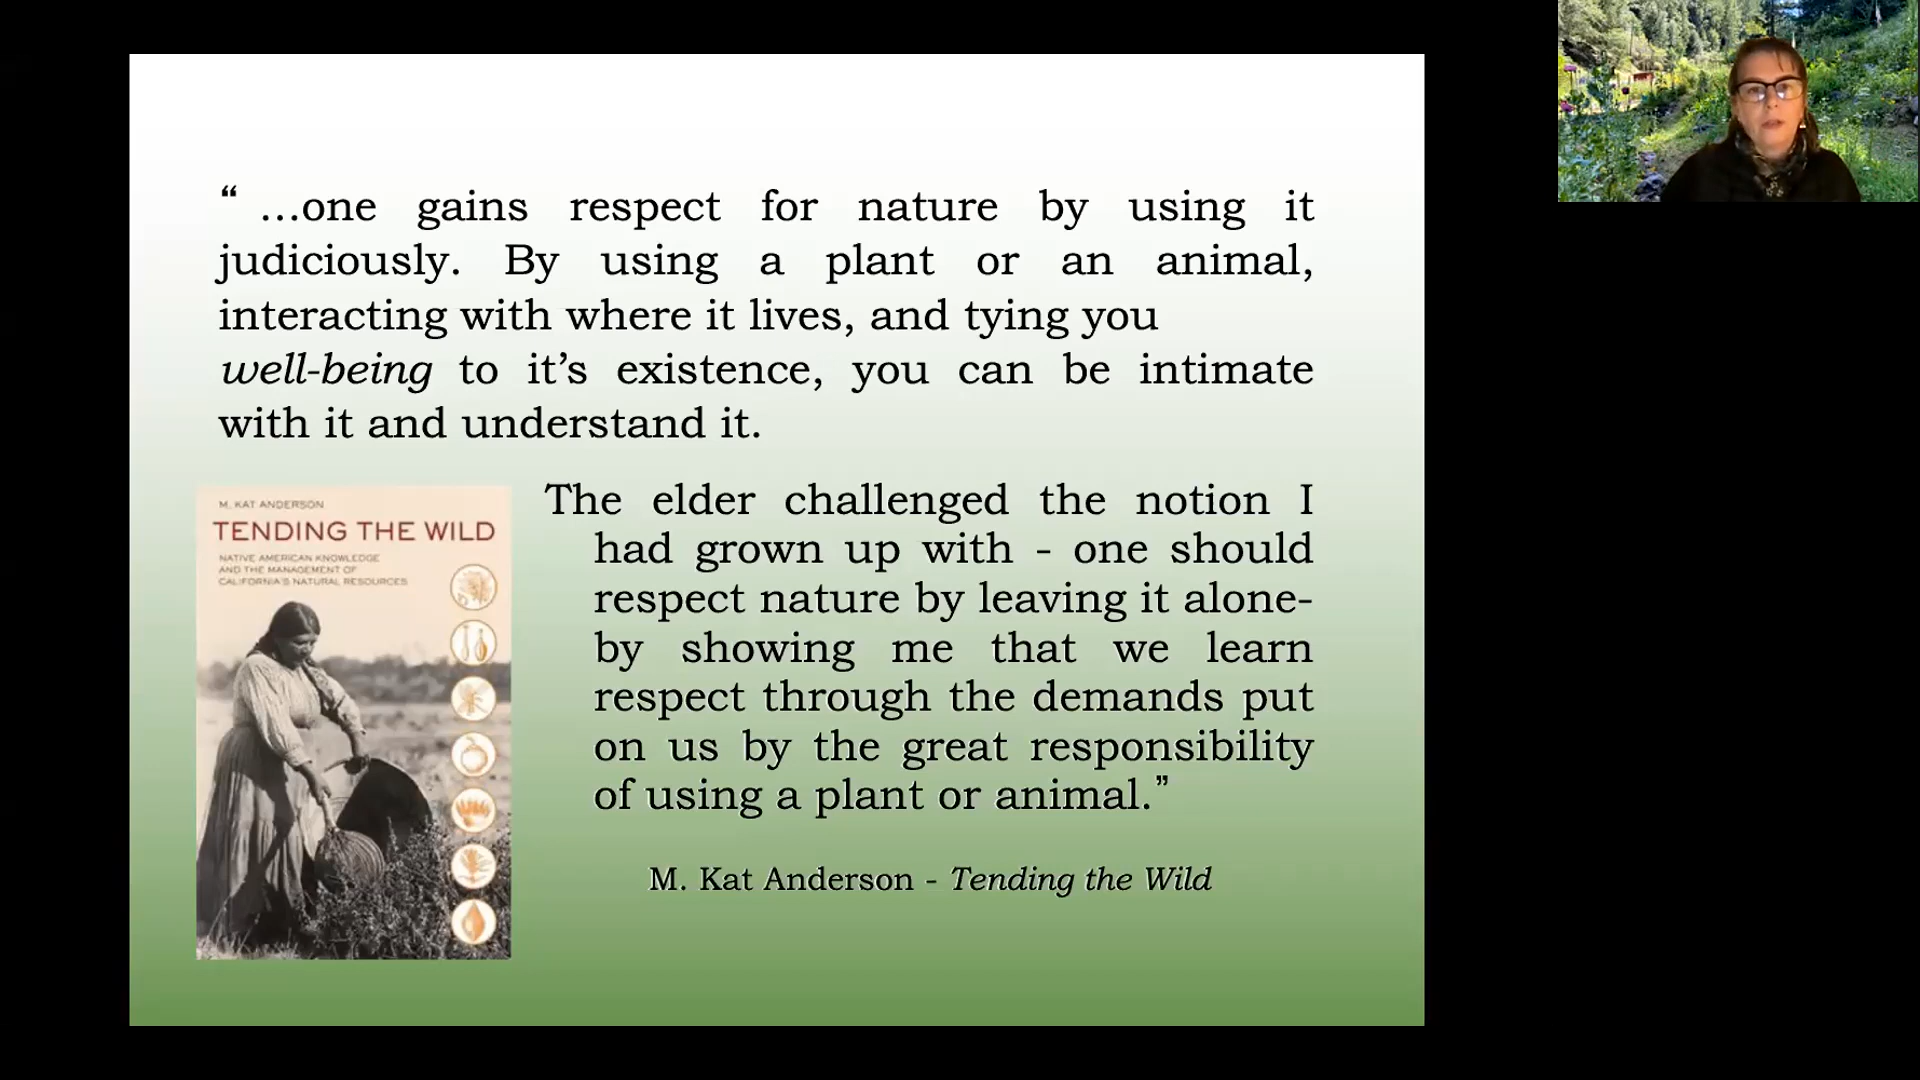 “ …one gains respect for nature by using it
judiciously. By using a plant or an animal,
interacting with where it lives, and tying you
well-being to it’s existence, you can be intimate
with it and understand it.
M. KAT ANDERSON
TENDING THE WILD
NATIVE AMERICAN KNOWLEDGE
AND THE MANAGEMENT OF
CALIFORNIA'S NATURAL RESOURCES
The elder challenged the notion I
had grown up with - one should
respect nature by leaving it alone-
by showing me that we learn
respect through the demands put
on us by the great responsibility
of using a plant or animal.”
M. Kat Anderson - Tending the Wild